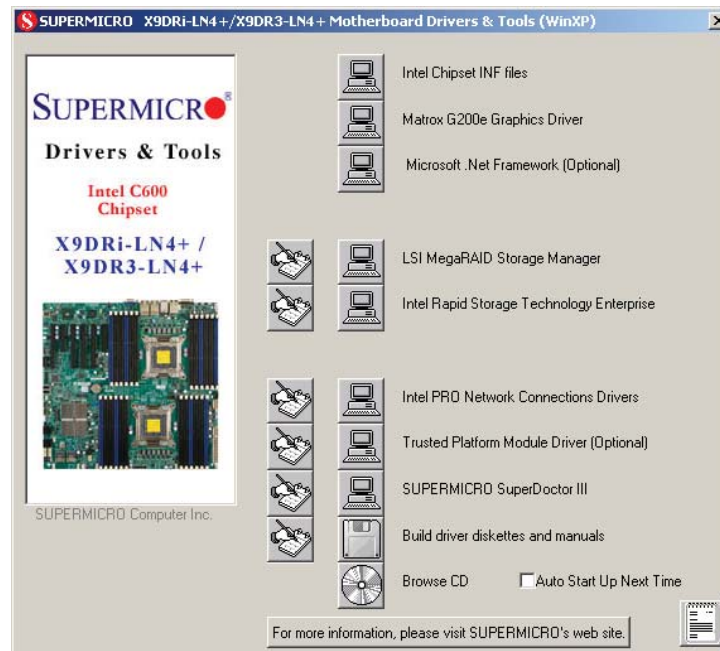 SUPERMICRO X9DRi-LN4+/X9DR3-LN4+ Motherboard Drivers & Tools (WinXP)
SUPERMICRO®
Drivers & Tools
Intel C600
Chipset
X9DRi-LN4+ /
X9DR3-LN4+
SUPERMICRO Computer Inc.
Intel Chipset INF files
Matrox G200e Graphics Driver
Microsoft .Net Framework (Optional)
LSI MegaRAID Storage Manager
Intel Rapid Storage Technology Enterprise
Intel PRO Network Connections Drivers
Trusted Platform Module Driver (Optional)
SUPERMICRO SuperDoctor III
Build driver diskettes and manuals
Browse CD
Auto Start Up Next Time
For more information, please visit SUPERMICRO's web site.